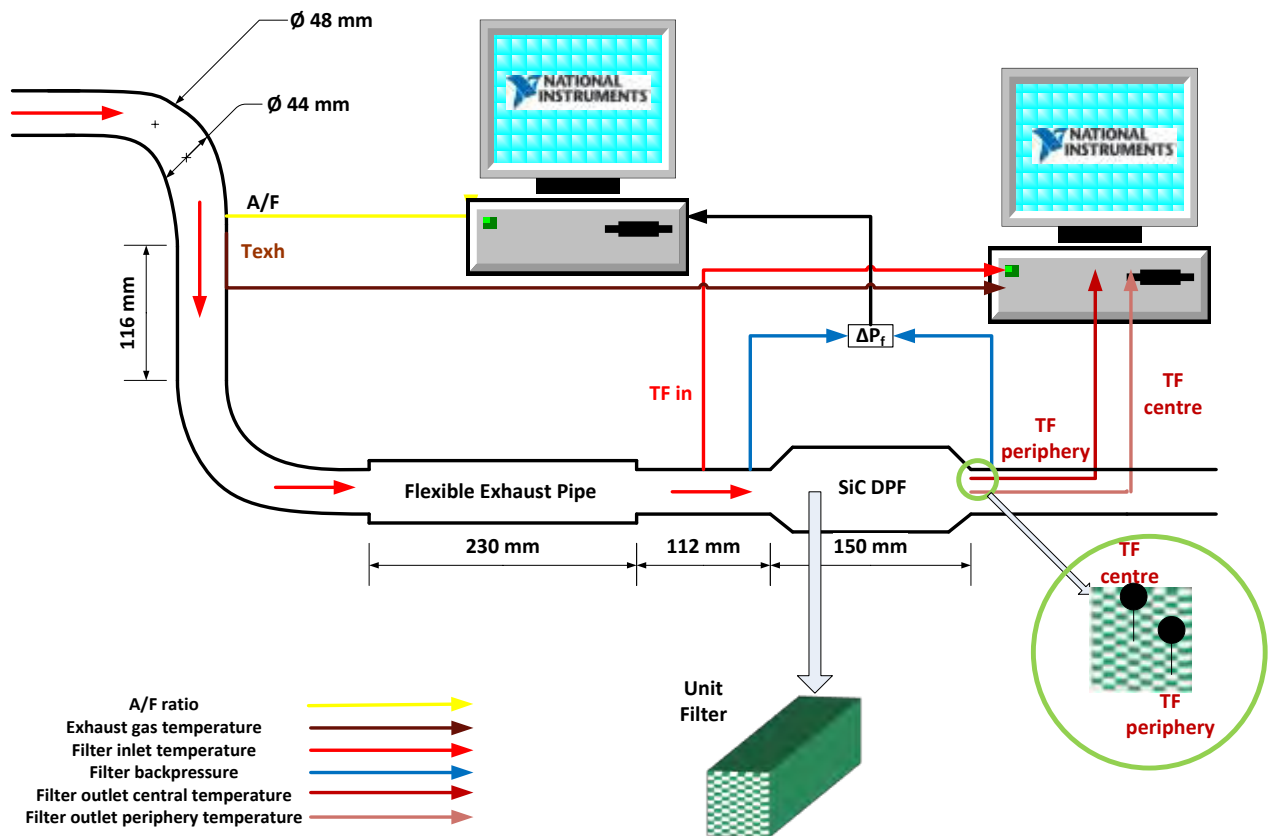 Ø 48 mm
Ø 44 mm
NATIONAL
INSTRUMENTS
NATIONAL
INSTRUMENTS
A/F
Texh
116 mm
ΔPf
TF in
TF
centre
TF
periphery
Flexible Exhaust Pipe
SiC DPF
230 mm
112 mm
150 mm
TF
centre
TF
periphery
Unit
Filter
A/F ratio
Exhaust gas temperature
Filter inlet temperature
Filter backpressure
Filter outlet central temperature
Filter outlet periphery temperature